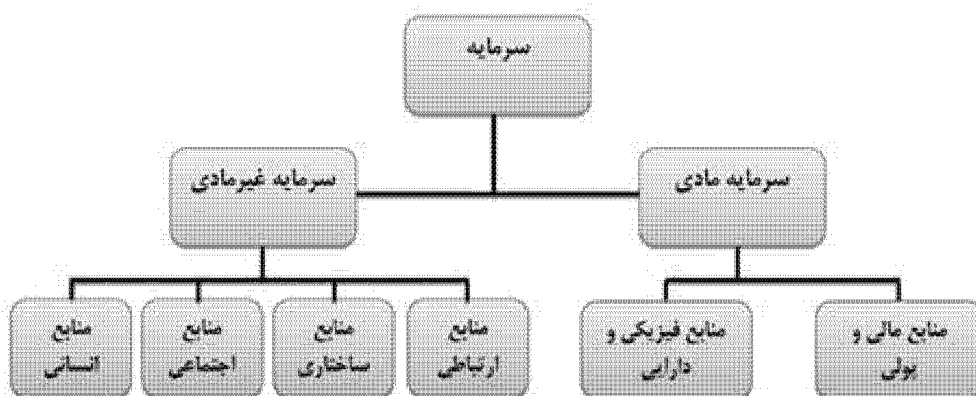 سرمایه
سرمایه مادی
سرمایه غیرمادی
منابع مالی و
پولی
منابع فیزیکی و
دارایی
منابع
ارتباطی
منابع
ساختاری
منابع
اجتماعی
منابع
انسانی